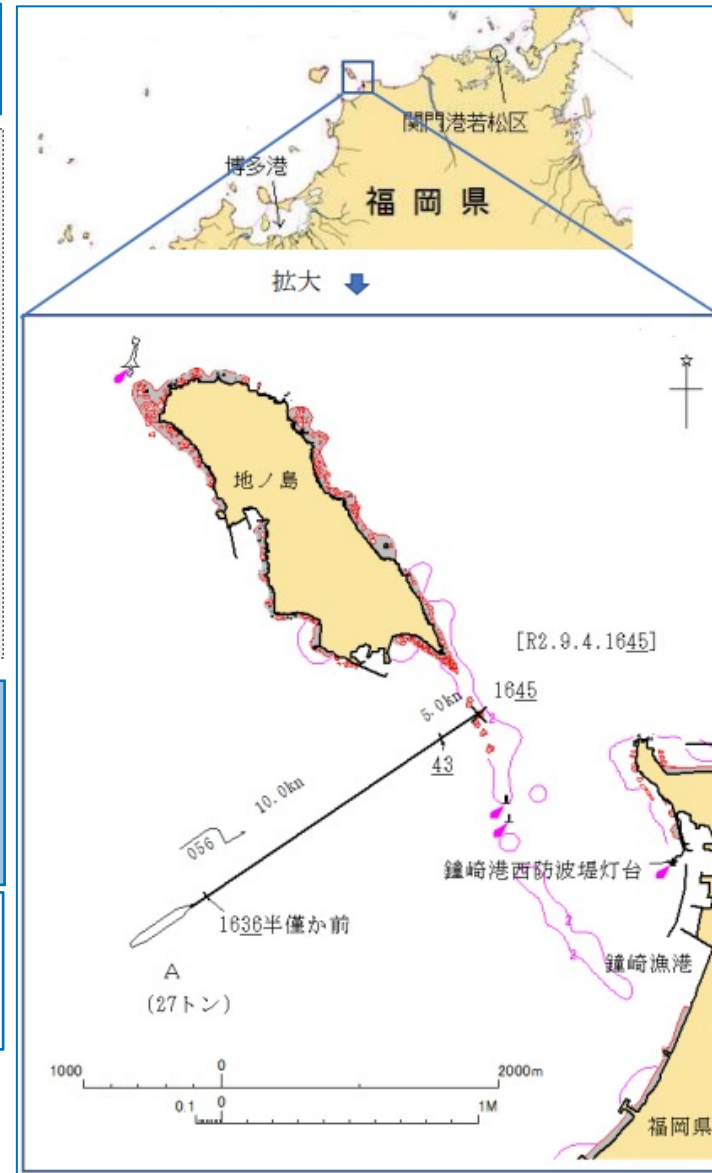 関門港若松区
博多港
福岡県
拡大
地ノ島
[R2.9.4.1645]
1645
5.0kn
2
43
10.0kn
056
鐘崎港西防波堤灯台
1636半僅か前
2
鐘崎漁港
2
A
(27トン)
1000 0 2000m
0.1 0 1M
福岡県